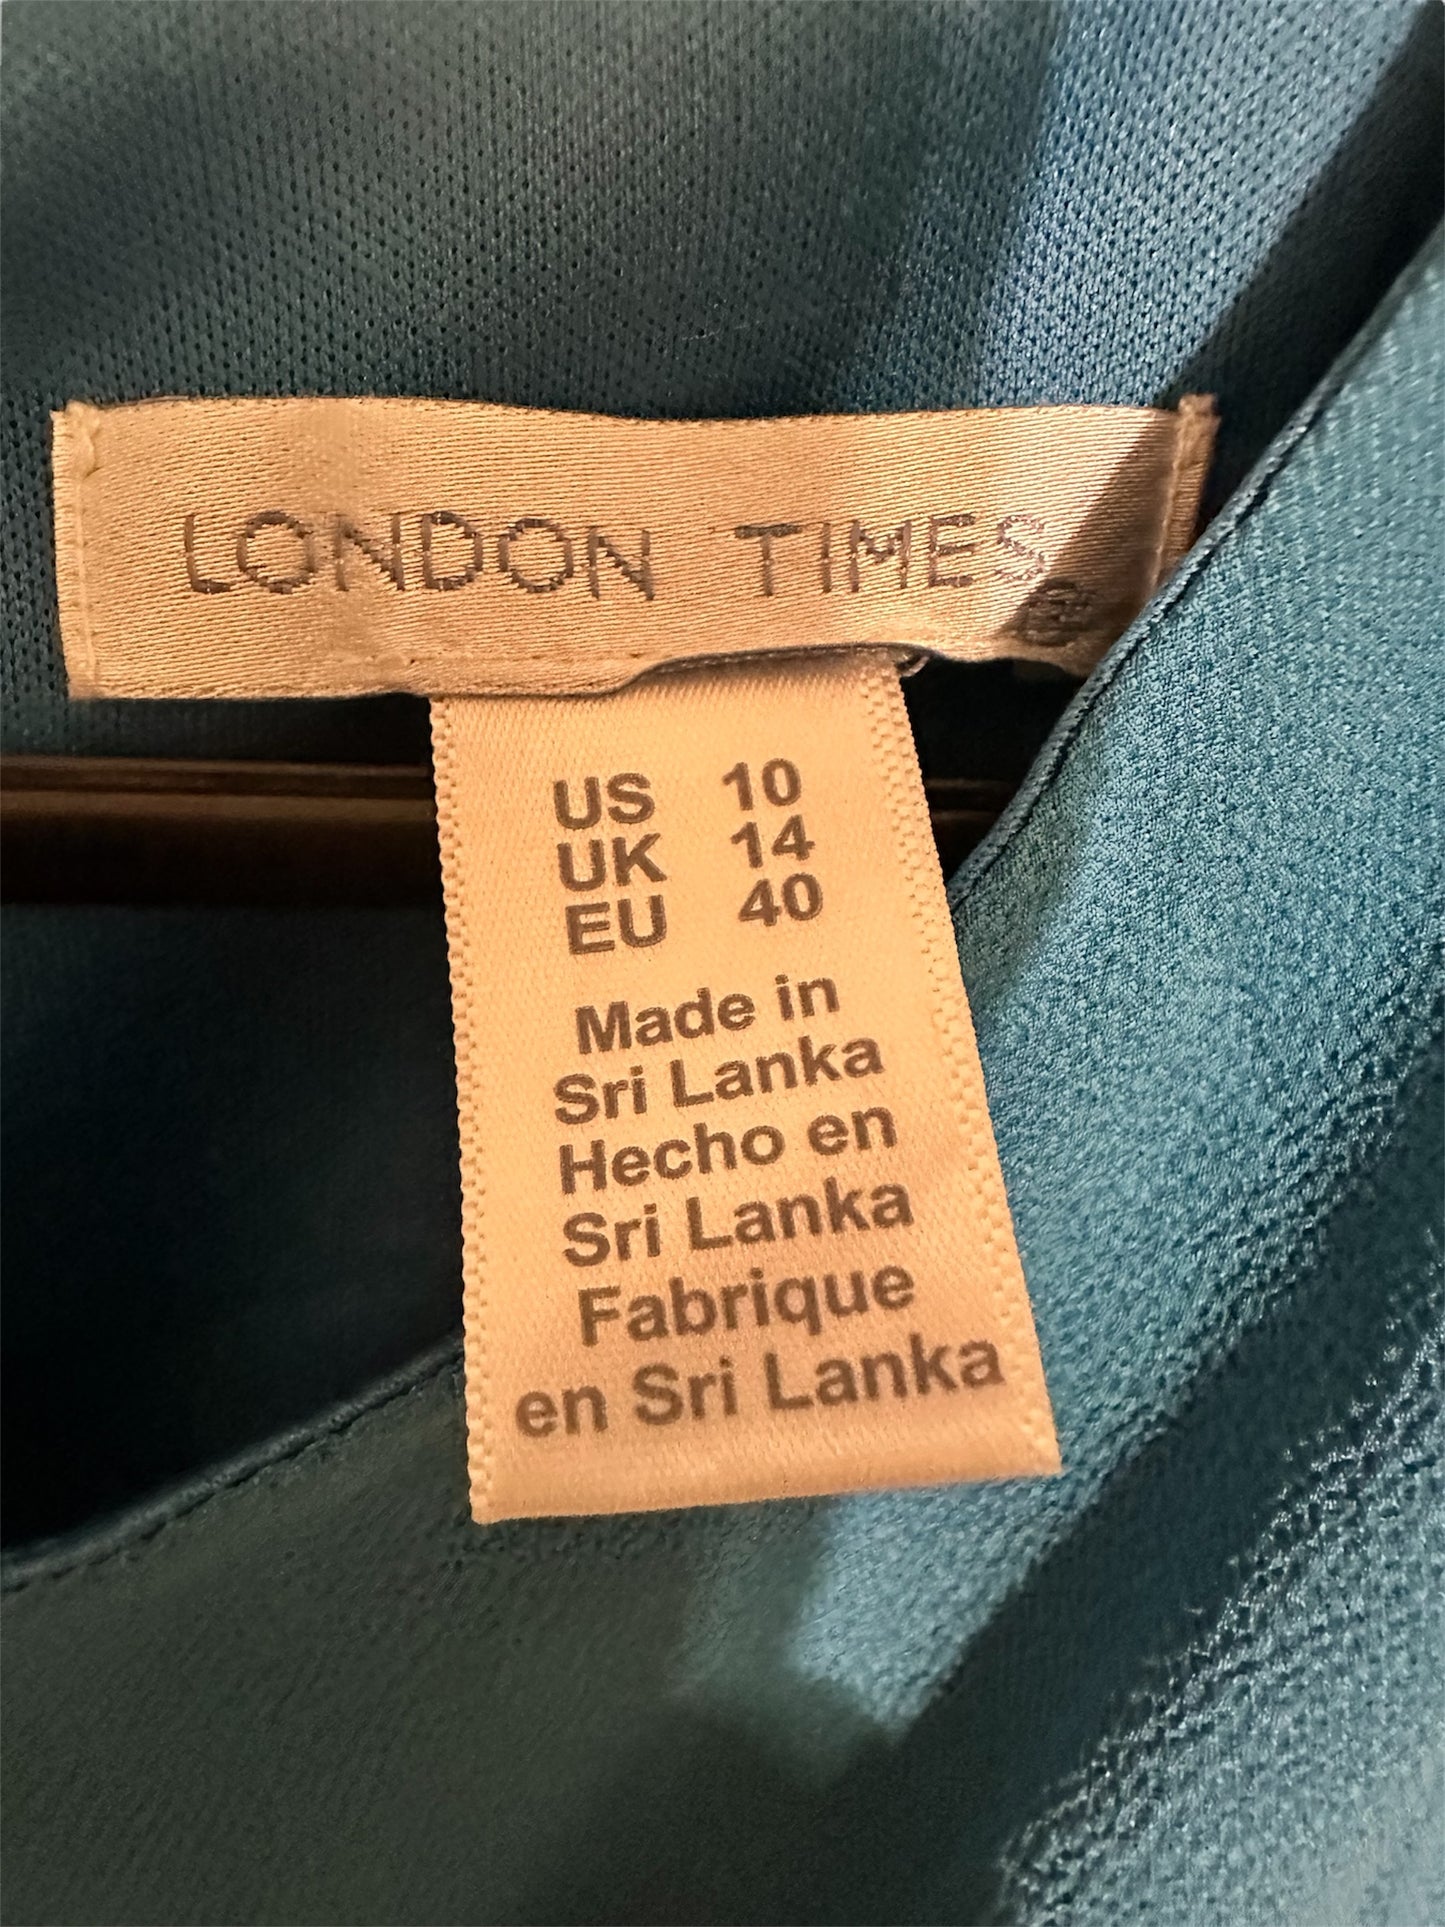 LONDON TIMES®
US 10
UK 14
EU 40
Made in
Sri Lanka
Hecho en
Sri Lanka
Fabrique
en Sri Lanka